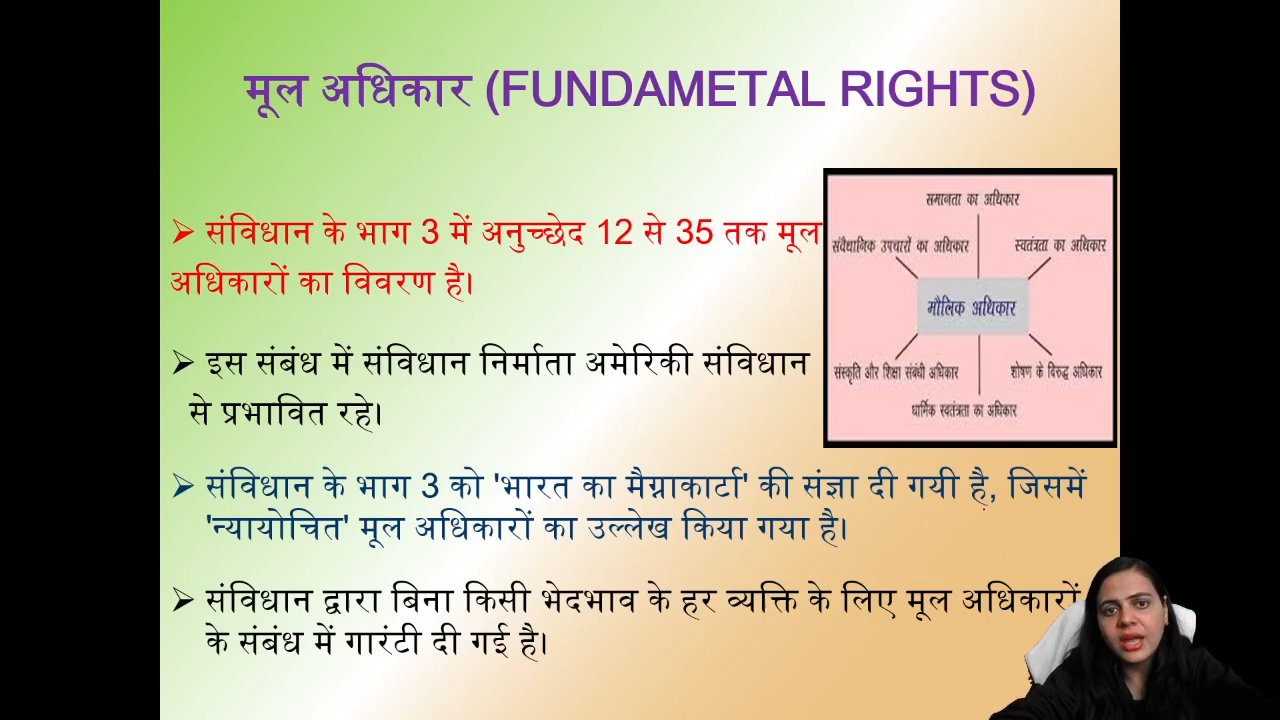 मूल अधिकार (FUNDAMETAL RIGHTS)
➢ संविधान के भाग 3 में अनुच्छेद 12 से 35 तक मूल
अधिकारों का विवरण है।
➢ इस संबंध में संविधान निर्माता अमेरिकी संविधान
से प्रभावित रहे।
➢ संविधान के भाग 3 को 'भारत का मैग्नाकार्टा' की संज्ञा दी गयी है, जिसमें
'न्यायोचित' मूल अधिकारों का उल्लेख किया गया है।
➢ संविधान द्वारा बिना किसी भेदभाव के हर व्यक्ति के लिए मूल अधिकारों
के संबंध में गारंटी दी गई है।
समानता का अधिकार
संवैधानिक उपचारों का अधिकार
स्वतंत्रता का अधिकार
मौलिक अधिकार
संस्कृति और शिक्षा संबंधी अधिकार
शोषण के विरुद्ध अधिकार
धार्मिक स्वतंत्रता का अधिकार